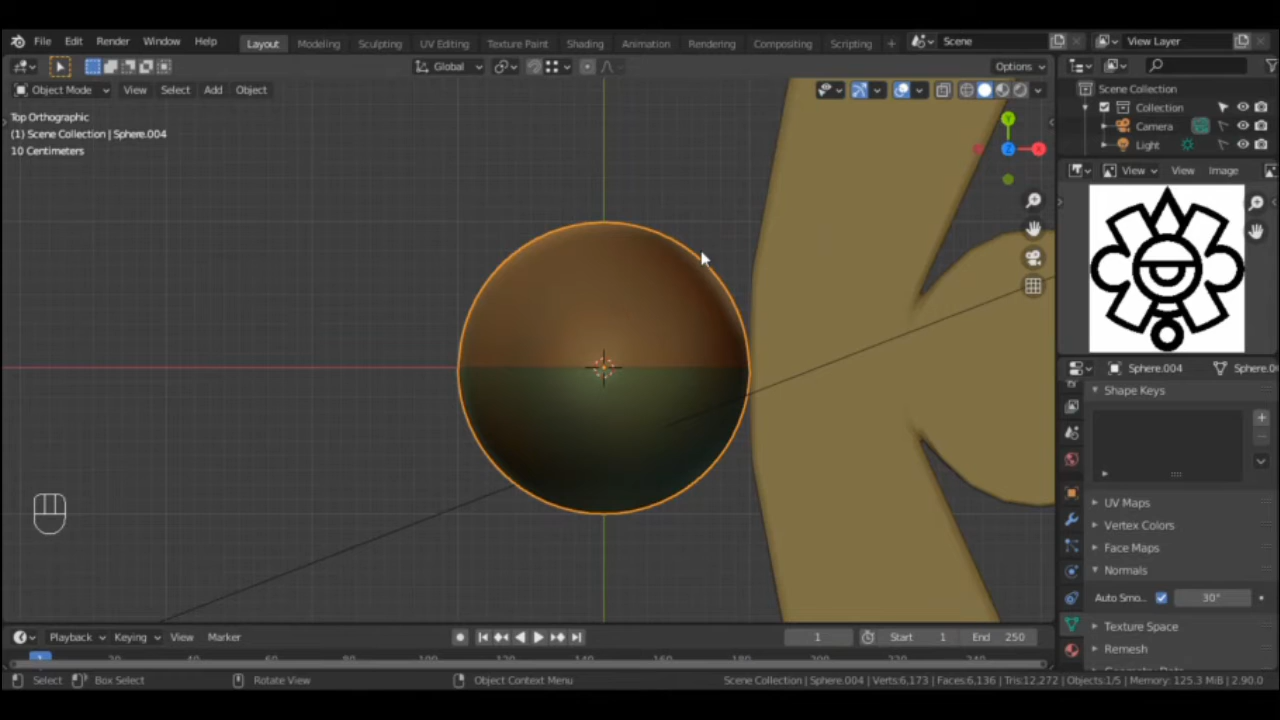 File Edit Render Window Help Layout Modeling Sculpting UV Editing Texture Paint Shading Animation Rendering Compositing Scripting + Scene View Layer
Global Options
Object Mode View Select Add Object
Top Orthographic
(1) Scene Collection | Sphere.004
10 Centimeters
Y
Z
X
Scene Collection
Collection
Camera
Light
View View Image
Sphere.004
Shape Keys
UV Maps
Vertex Colors
Face Maps
Normals
Auto Smo... 30°
Texture Space
Remesh
Playback Keying View Marker 1 Start 1 End 250
1
Select Box Select Rotate View Object Context Menu Scene Collection | Sphere.004 | Verts:6,173 | Faces:6,136 | Tris:12,272 | Objects:1/5 | Memory: 125.3 MiB | 2.90.0